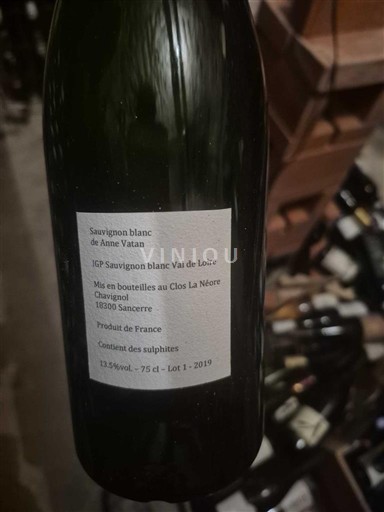 Sauvignon blanc
de Anne Vatan
VINIOU
IGP Sauvignon blanc Val de Loire
Mis en bouteilles au Clos La Néore
Chavignol
18300 Sancerre
Produit de France
Contient des sulphites
13.5%vol. - 75 cl - Lot 1 - 2019